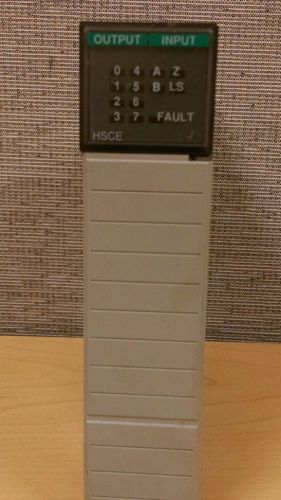 OUTPUT INPUT
0 4 A Z
1 5 B LS
2 6
3 7 FAULT
HSCE